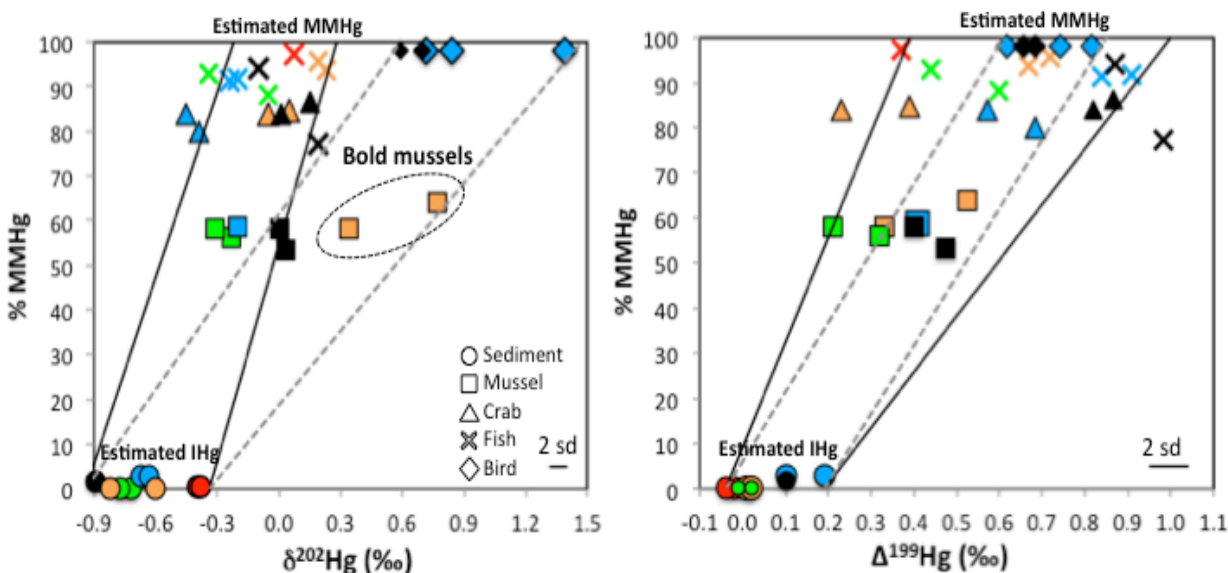 Estimated MMHg
100
90
80
70
60
50
40
30
20
10
0
% MMHg
Bold mussels
Sediment
Mussel
Crab
Fish
Bird
Estimated IHg
2 sd
-0.9
-0.6
-0.3
0.0
0.3
0.6
0.9
1.2
1.5
δ²⁰²Hg (‰)
Estimated MMHg
100
90
80
70
60
50
40
30
20
10
0
% MMHg
Estimated IHg
2 sd
-0.1 0.0 0.1 0.2 0.3 0.4 0.5 0.6 0.7 0.8 0.9 1.0 1.1
Δ¹⁹⁹Hg (‰)